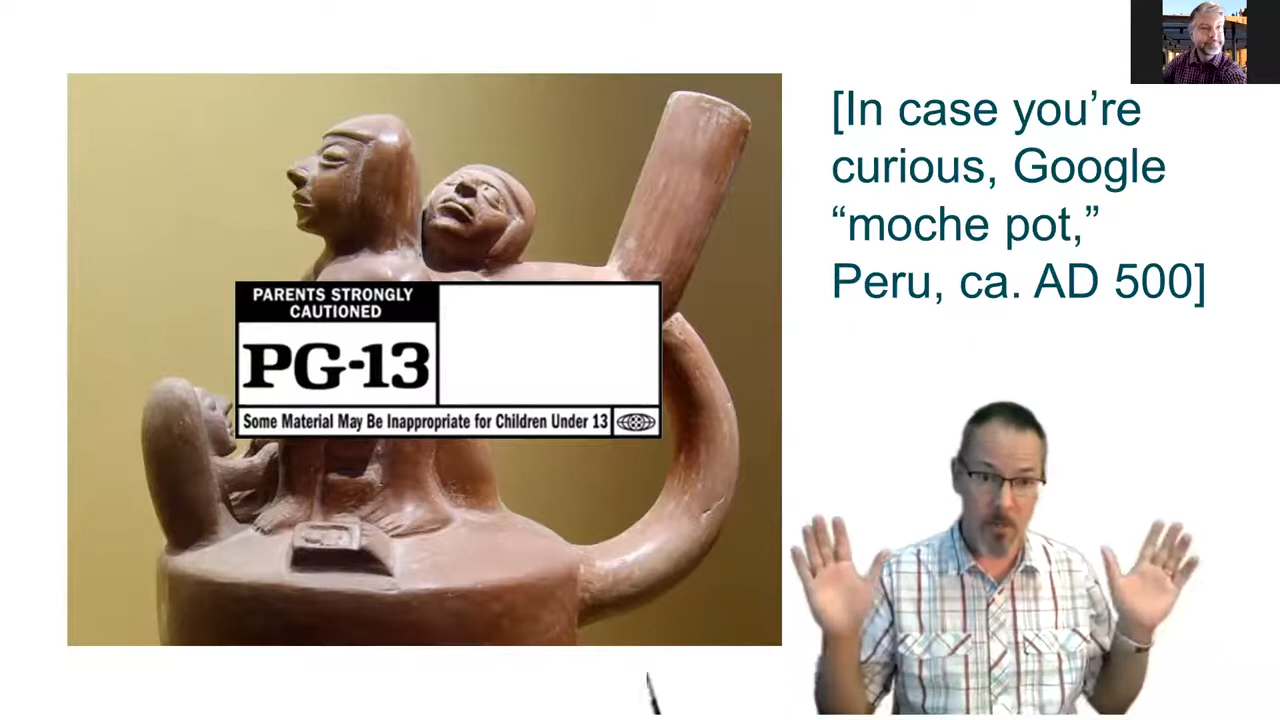 [In case you’re
curious, Google
“moche pot,”
Peru, ca. AD 500]
PARENTS STRONGLY
CAUTIONED
PG-13
Some Material May Be Inappropriate for Children Under 13